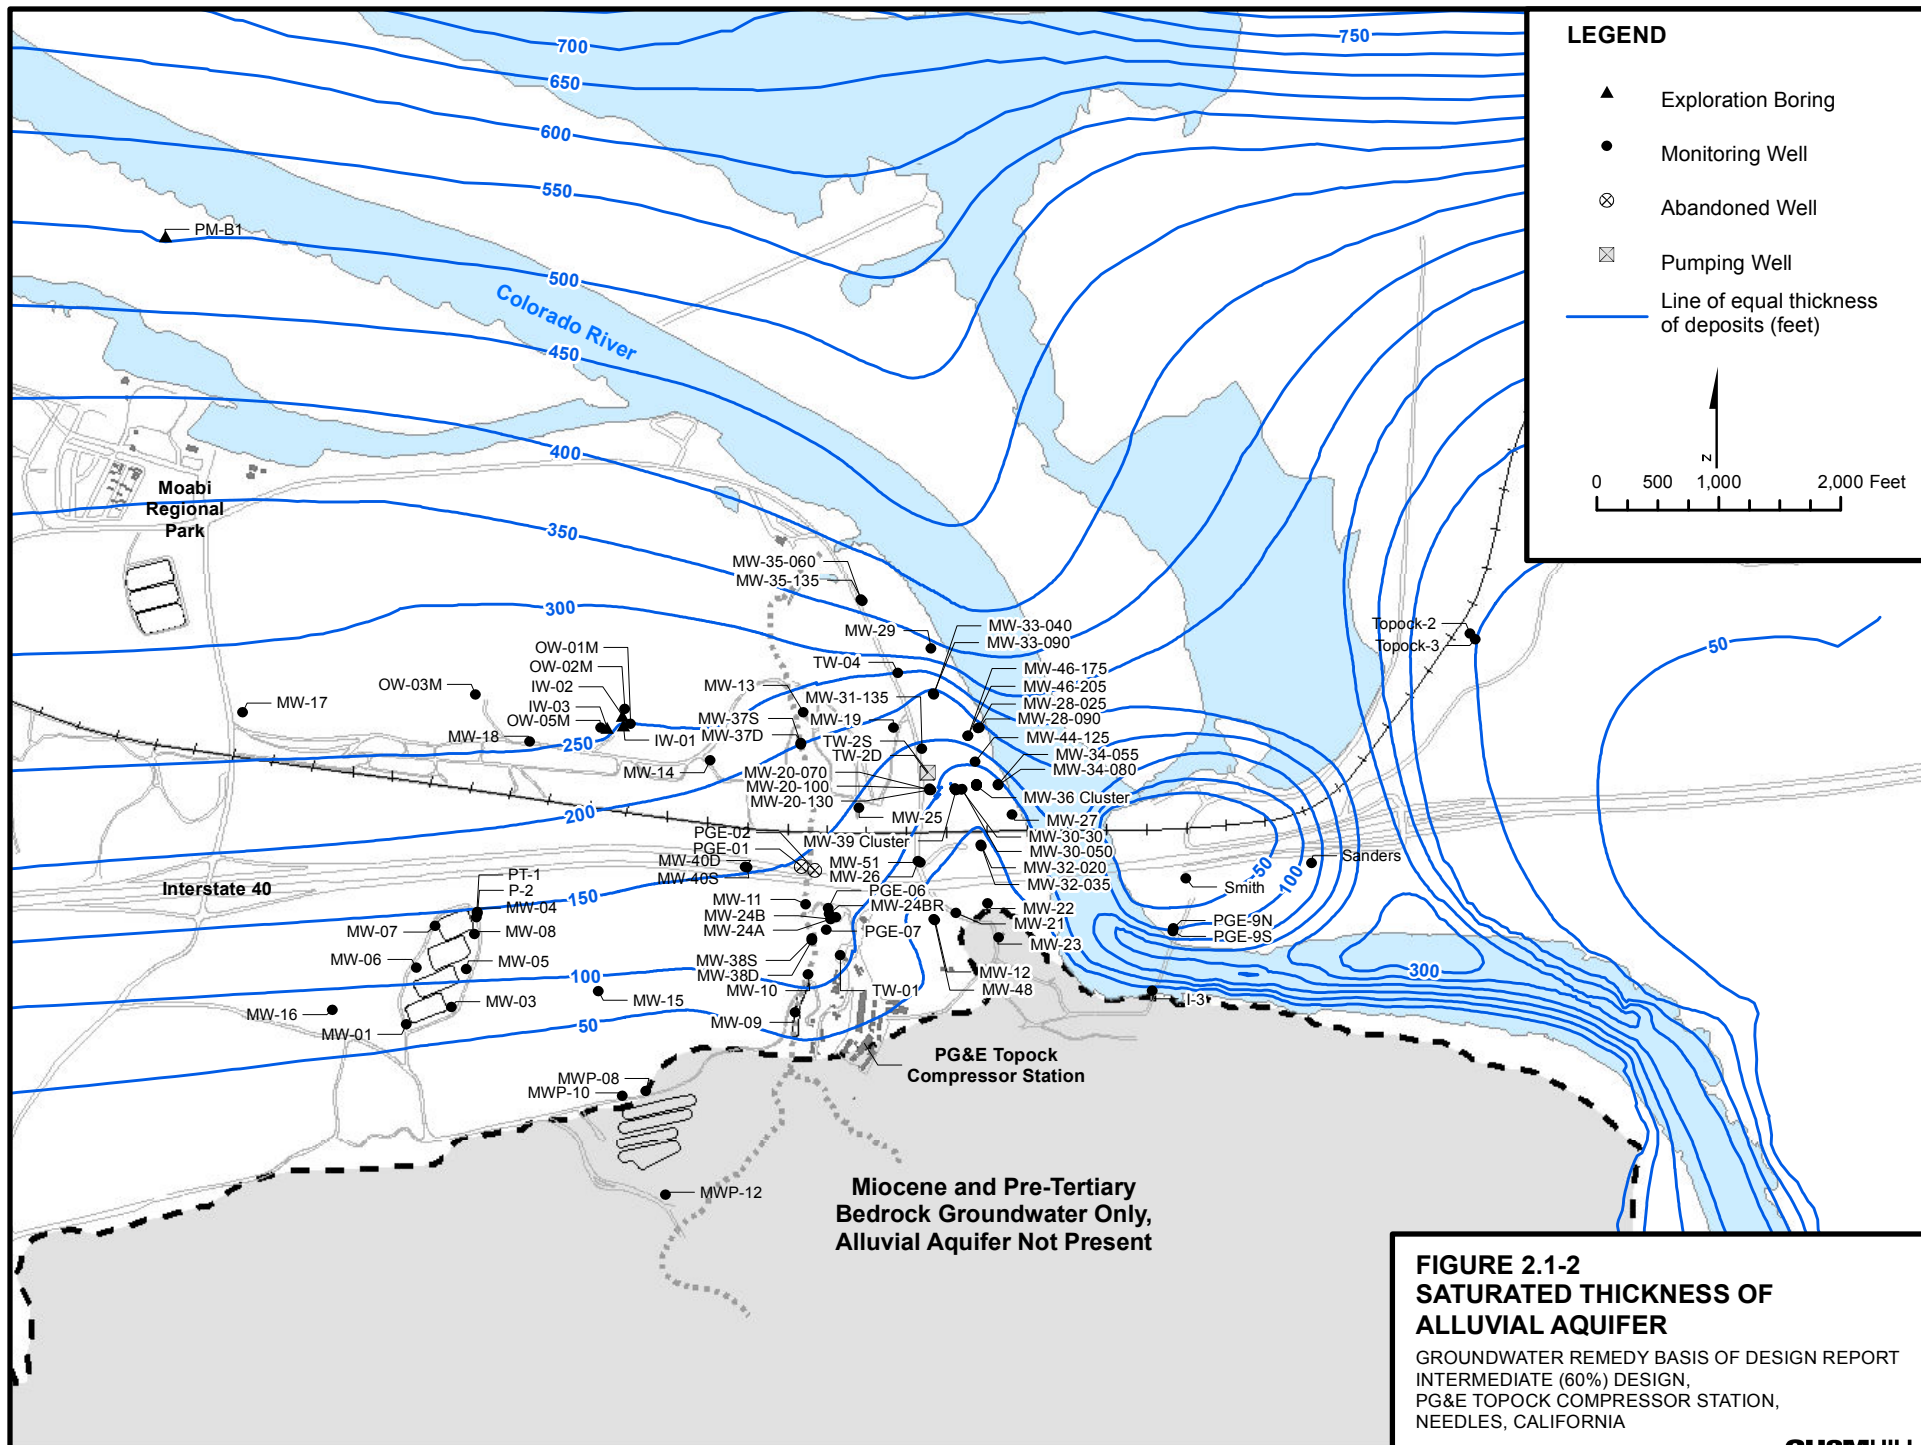 700
750
650
600
550
PM-B1
500
Colorado River
450
400
350
Moabi
Regional
Park
300
MW-35-060
MW-35-135
MW-29
MW-33-040
MW-33-090
TW-04
MW-46-175
MW-46-205
MW-28-025
MW-28-090
MW-44-125
MW-34-055
MW-34-080
MW-36 Cluster
MW-27
MW-30-30
MW-30-050
MW-32-020
MW-32-035
OW-01M
OW-02M
IW-02
IW-03
OW-05M
IW-01
OW-03M
MW-17
MW-18
250
MW-13
MW-31-135
MW-37S
MW-37D
MW-19
TW-2S
TW-2D
MW-14
MW-20-070
MW-20-100
MW-20-130
MW-25
200
PGE-02
PGE-01
MW-39 Cluster
MW-40D
MW-40S
MW-51
MW-26
Topock-2
Topock-3
50
50
100
Sanders
Smith
PGE-9N
PGE-9S
300
I-3
Interstate 40
150
PT-1
P-2
MW-04
MW-08
MW-07
MW-06
MW-05
MW-03
MW-16
MW-01
100
MW-15
50
MW-11
MW-24B
MW-24A
PGE-06
MW-24BR
PGE-07
MW-38S
MW-38D
MW-10
TW-01
MW-09
MW-22
MW-21
MW-23
MW-12
MW-48
PG&E Topock
Compressor Station
MWP-08
MWP-10
MWP-12
Miocene and Pre-Tertiary
Bedrock Groundwater Only,
Alluvial Aquifer Not Present
LEGEND
Exploration Boring
Monitoring Well
Abandoned Well
Pumping Well
Line of equal thickness
of deposits (feet)
N
0 500 1,000 2,000 Feet
FIGURE 2.1-2
SATURATED THICKNESS OF
ALLUVIAL AQUIFER
GROUNDWATER REMEDY BASIS OF DESIGN REPORT
INTERMEDIATE (60%) DESIGN,
PG&E TOPOCK COMPRESSOR STATION,
NEEDLES, CALIFORNIA